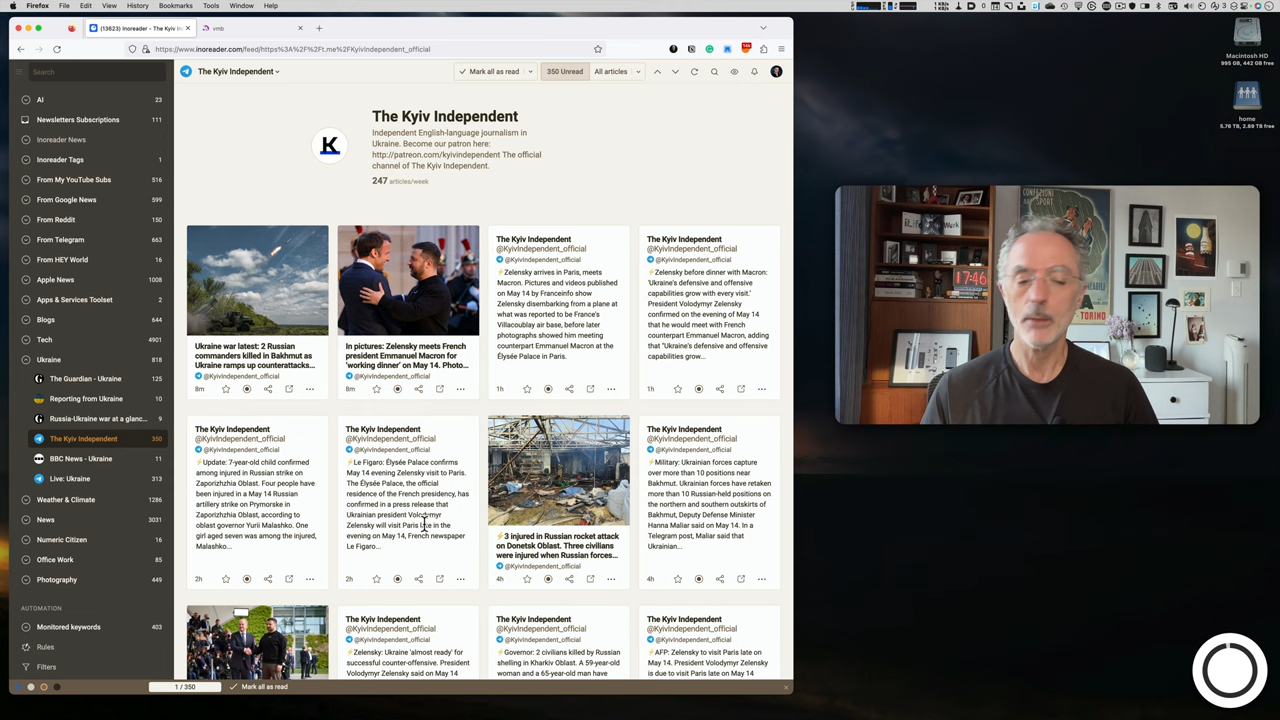 Firefox File Edit View History Bookmarks Tools Window Help
(13623) Inoreader - The Kyiv In
vmb
https://www.inoreader.com/feed/https%3A%2F%2Ft.me%2FKyivIndependent_official
Search
The Kyiv Independent
Mark all as read
350 Unread
All articles
AI 23
Newsletters Subscriptions 111
Inoreader News
Inoreader Tags 1
From My YouTube Subs 516
From Google News 599
From Reddit 150
From Telegram 663
From HEY World 16
Apple News 100
Apps & Services Toolset 2
Blogs 644
Tech 4901
Ukraine 818
The Guardian - Ukraine 125
Reporting from Ukraine 10
Russia-Ukraine war at a glanc... 9
The Kyiv Independent 350
BBC News - Ukraine 11
Live: Ukraine 313
Weather & Climate 1286
News 3031
Numeric Citizen 16
Office Work 85
Photography 449
AUTOMATION
Monitored keywords 403
Rules
Filters
The Kyiv Independent
Independent English-language journalism in
Ukraine. Become our patron here:
http://patreon.com/kyivindependent The official
channel of The Kyiv Independent.
247 articles/week
Ukraine war latest: 2 Russian
commanders killed in Bakhmut as
Ukraine ramps up counterattacks...
@KyivIndependent_official
8m
In pictures: Zelensky meets French
president Emmanuel Macron for
'working dinner' on May 14. Photo...
@KyivIndependent_official
8m
The Kyiv Independent
@KyivIndependent_official
@KyivIndependent_official
⚡Zelensky arrives in Paris, meets
Macron. Pictures and videos published
on May 14 by Franceinfo show
Zelensky disembarking from a plane at
what was reported to be France's
Villacoublay air base, before later
photographs showed him meeting
counterpart Emmanuel Macron at the
Élysée Palace in Paris.
1h
The Kyiv Independent
@KyivIndependent_official
@KyivIndependent_official
⚡Zelensky before dinner with Macron:
'Ukraine's defensive and offensive
capabilities grow with every visit.'
President Volodymyr Zelensky
confirmed on the evening of May 14
that he would meet with French
counterpart Emmanuel Macron, adding
that "Ukraine's defensive and offensive
capabilities grow...
1h
The Kyiv Independent
@KyivIndependent_official
@KyivIndependent_official
⚡Update: 7-year-old child confirmed
among injured in Russian strike on
Zaporizhzhia Oblast. Four people have
been injured in a May 14 Russian
artillery strike on Prymorske in
Zaporizhzhia Oblast, according to
oblast governor Yurii Malashko. One
girl aged seven was among the injured,
Malashko...
2h
The Kyiv Independent
@KyivIndependent_official
@KyivIndependent_official
⚡Le Figaro: Élysée Palace confirms
May 14 evening Zelensky visit to Paris.
The Élysée Palace, the official
residence of the French presidency, has
confirmed in a press release that
Ukrainian president Volodymyr
Zelensky will visit Paris late in the
evening on May 14, French newspaper
Le Figaro...
2h
⚡3 injured in Russian rocket attack
on Donetsk Oblast. Three civilians
were injured when Russian forces...
@KyivIndependent_official
4h
The Kyiv Independent
@KyivIndependent_official
@KyivIndependent_official
⚡Military: Ukrainian forces capture
over more than 10 positions near
Bakhmut. Ukrainian forces have retaken
more than 10 Russian-held positions on
the northern and southern outskirts of
Bakhmut, Deputy Defense Minister
Hanna Maliar said on May 14. In a
Telegram post, Maliar said that
Ukrainian...
4h
The Kyiv Independent
@KyivIndependent_official
@KyivIndependent_official
⚡Zelensky: Ukraine 'almost ready' for
successful counter-offensive. President
Volodymyr Zelensky said on May 14
The Kyiv Independent
@KyivIndependent_official
@KyivIndependent_official
⚡Governor: 2 civilians killed by Russian
shelling in Kharkiv Oblast. A 59-year-old
woman and a 65-year-old man have
The Kyiv Independent
@KyivIndependent_official
@KyivIndependent_official
⚡AFP: Zelensky to visit Paris late on
May 14. President Volodymyr Zelensky
is due to visit Paris late on May 14
1 / 350
Mark all as read
Macintosh HD
995 GB, 442 GB free
home
5.76 TB, 2.89 TB free
17:46
TORINO